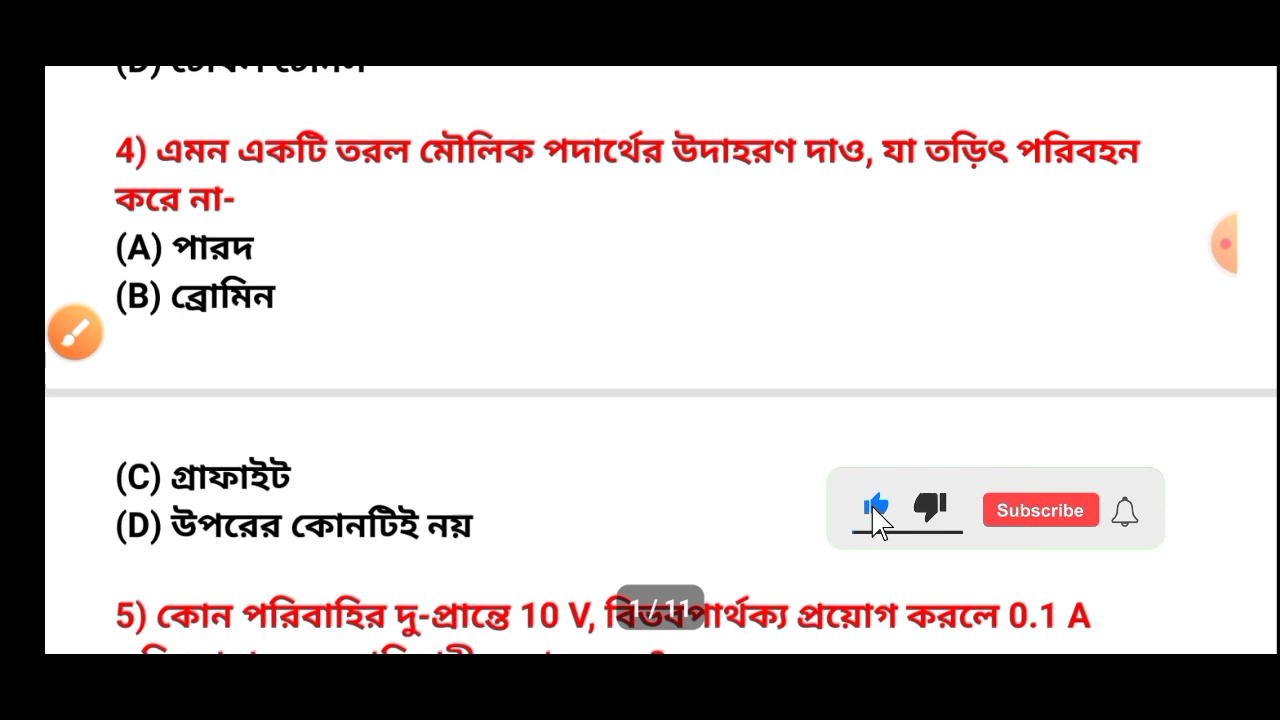 4) এমন একটি তরল মৌলিক পদার্থের উদাহরণ দাও, যা তড়িৎ পরিবহন
করে না-
(A) পারদ
(B) ব্রোমিন
(C) গ্রাফাইট
(D) উপরের কোনটিই নয়
Subscribe
5) কোন পরিবাহির দু-প্রান্তে 10 V, বিভবপার্থক্য প্রয়োগ করলে 0.1 A
1 / 11